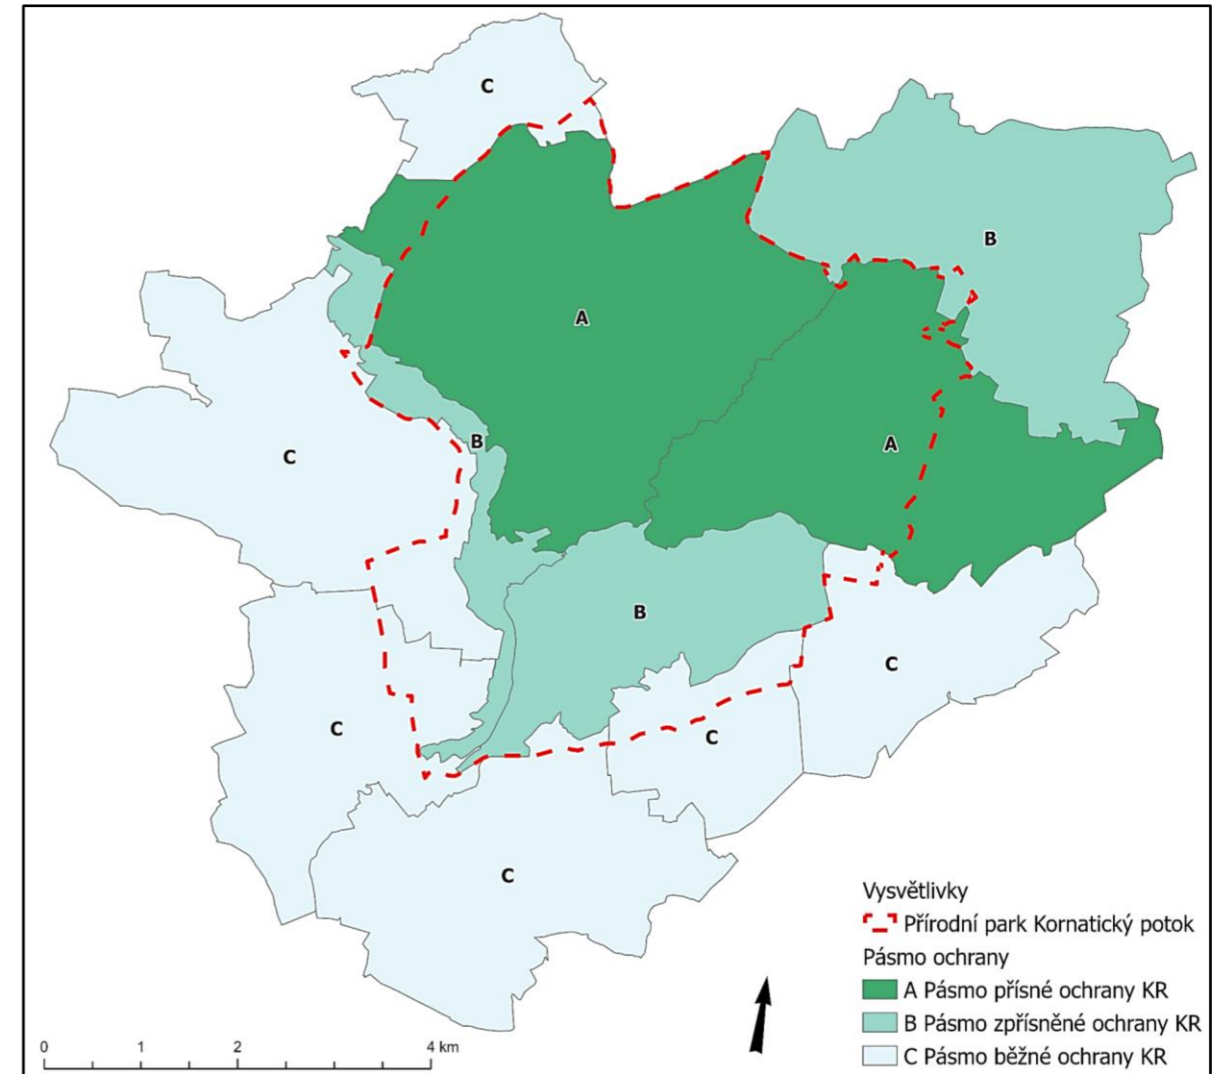 C
B
A
B
A
C
B
C
C
C
C
Vysvětlivky
Přírodní park Kornatický potok
Pásmo ochrany
A Pásmo přísné ochrany KR
B Pásmo zpřísněné ochrany KR
C Pásmo běžné ochrany KR
0 1 2 4 km